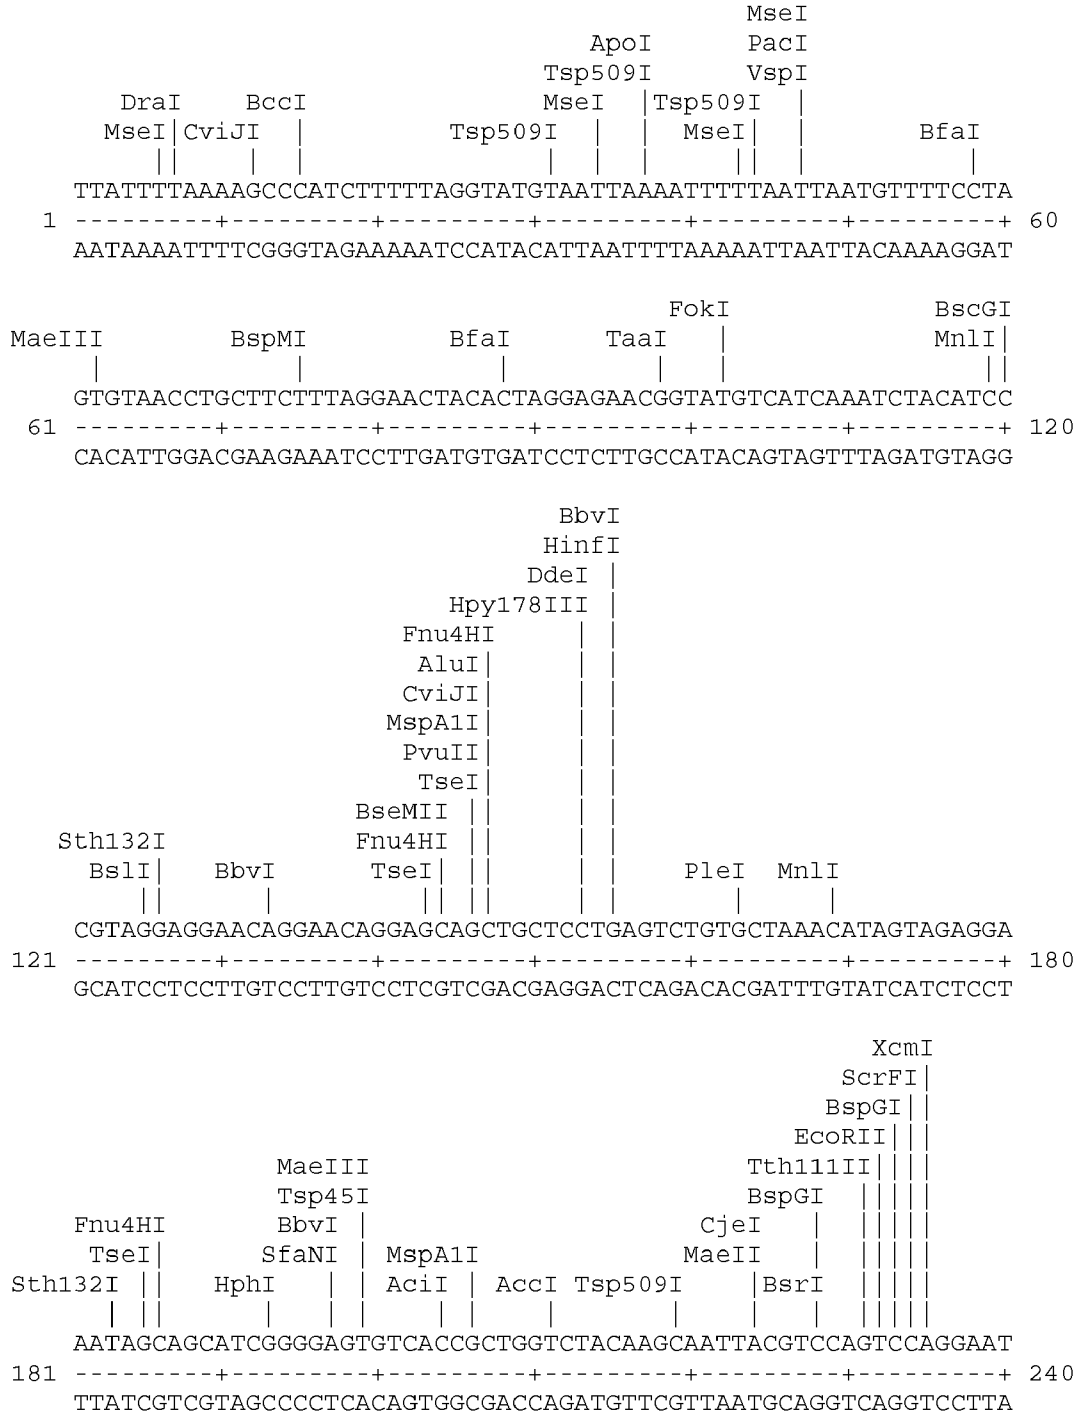 MseI
ApoI PacI
Tsp509I VspI
DraI BccI MseI Tsp509I
MseI CviJI Tsp509I MseI BfaI
TTATTTTAAAAGCCCATCTTTTTAGGTATGTAATTAAAATTTTTAATTAATGTTTTCCTA
1 ---------+---------+---------+---------+---------+---------+ 60
AATAAAATTTTCGGGTAGAAAAATCCATACATTAATTTTAAAAATTAATTACAAAAGGAT
FokI BscGI
MaeIII BspMI BfaI TaaI MnlI
GTGTAACCTGCTTCTTTAGGAACTACACTAGGAGAACGGTATGTCATCAAATCTACATCC
61 ---------+---------+---------+---------+---------+---------+ 120
CACATTGGACGAAGAAATCCTTGATGTGATCCTCTTGCCATACAGTAGTTTAGATGTAGG
BbvI
HinfI
DdeI
Hpy178III
Fnu4HI
AluI
CviJI
MspA1I
PvuII
TseI
BseMII
Sth132I Fnu4HI
BslI BbvI TseI PleI MnlI
CGTAGGAGGAACAGGAACAGGAGCAGCTGCTCCTGAGTCTGTGCTAAACATAGTAGAGGA
121 ---------+---------+---------+---------+---------+---------+ 180
GCATCCTCCTTGTCCTTGTCCTCGTCGACGAGGACTCAGACACGATTTGTATCATCTCCT
XcmI
ScrFI
BspGI
EcoRII
MaeIII Tth111II
Tsp45I BspGI
Fnu4HI BbvI CjeI
TseI SfaNI MspA1I MaeII
Sth132I HphI AciI AccI Tsp509I BsrI
AATAGCAGCATCGGGGAGTGTCACCGCTGGTCTACAAGCAATTACGTCCAGTCCAGGAAT
181 ---------+---------+---------+---------+---------+---------+ 240
TTATCGTCGTAGCCCCTCACAGTGGCGACCAGATGTTCGTTAATGCAGGTCAGGTCCTTA